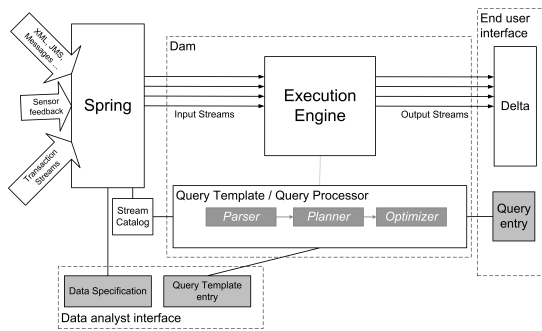 XML, JMS,
Messages ...
Sensor
feedback
Transaction
Streams
Spring
Dam
Input Streams
Execution
Engine
Output Streams
End user
interface
Delta
Stream
Catalog
Query Template / Query Processor
Parser
Planner
Optimizer
Query
entry
Data Specification
Query Template
entry
Data analyst interface